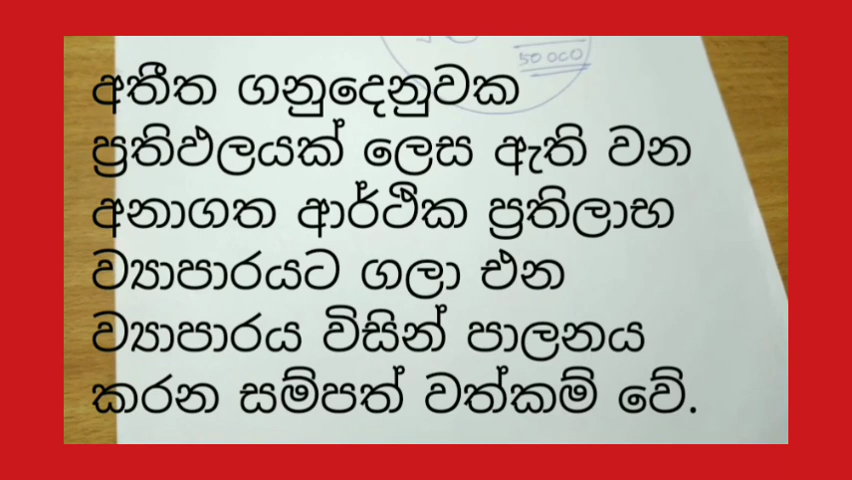 50 000
අතීත ගනුදෙනුවක
ප්‍රතිඵලයක් ලෙස ඇති වන
අනාගත ආර්ථික ප්‍රතිලාභ
ව්‍යාපාරයට ගලා එන
ව්‍යාපාරය විසින් පාලනය
කරන සම්පත් වත්කම් වේ.